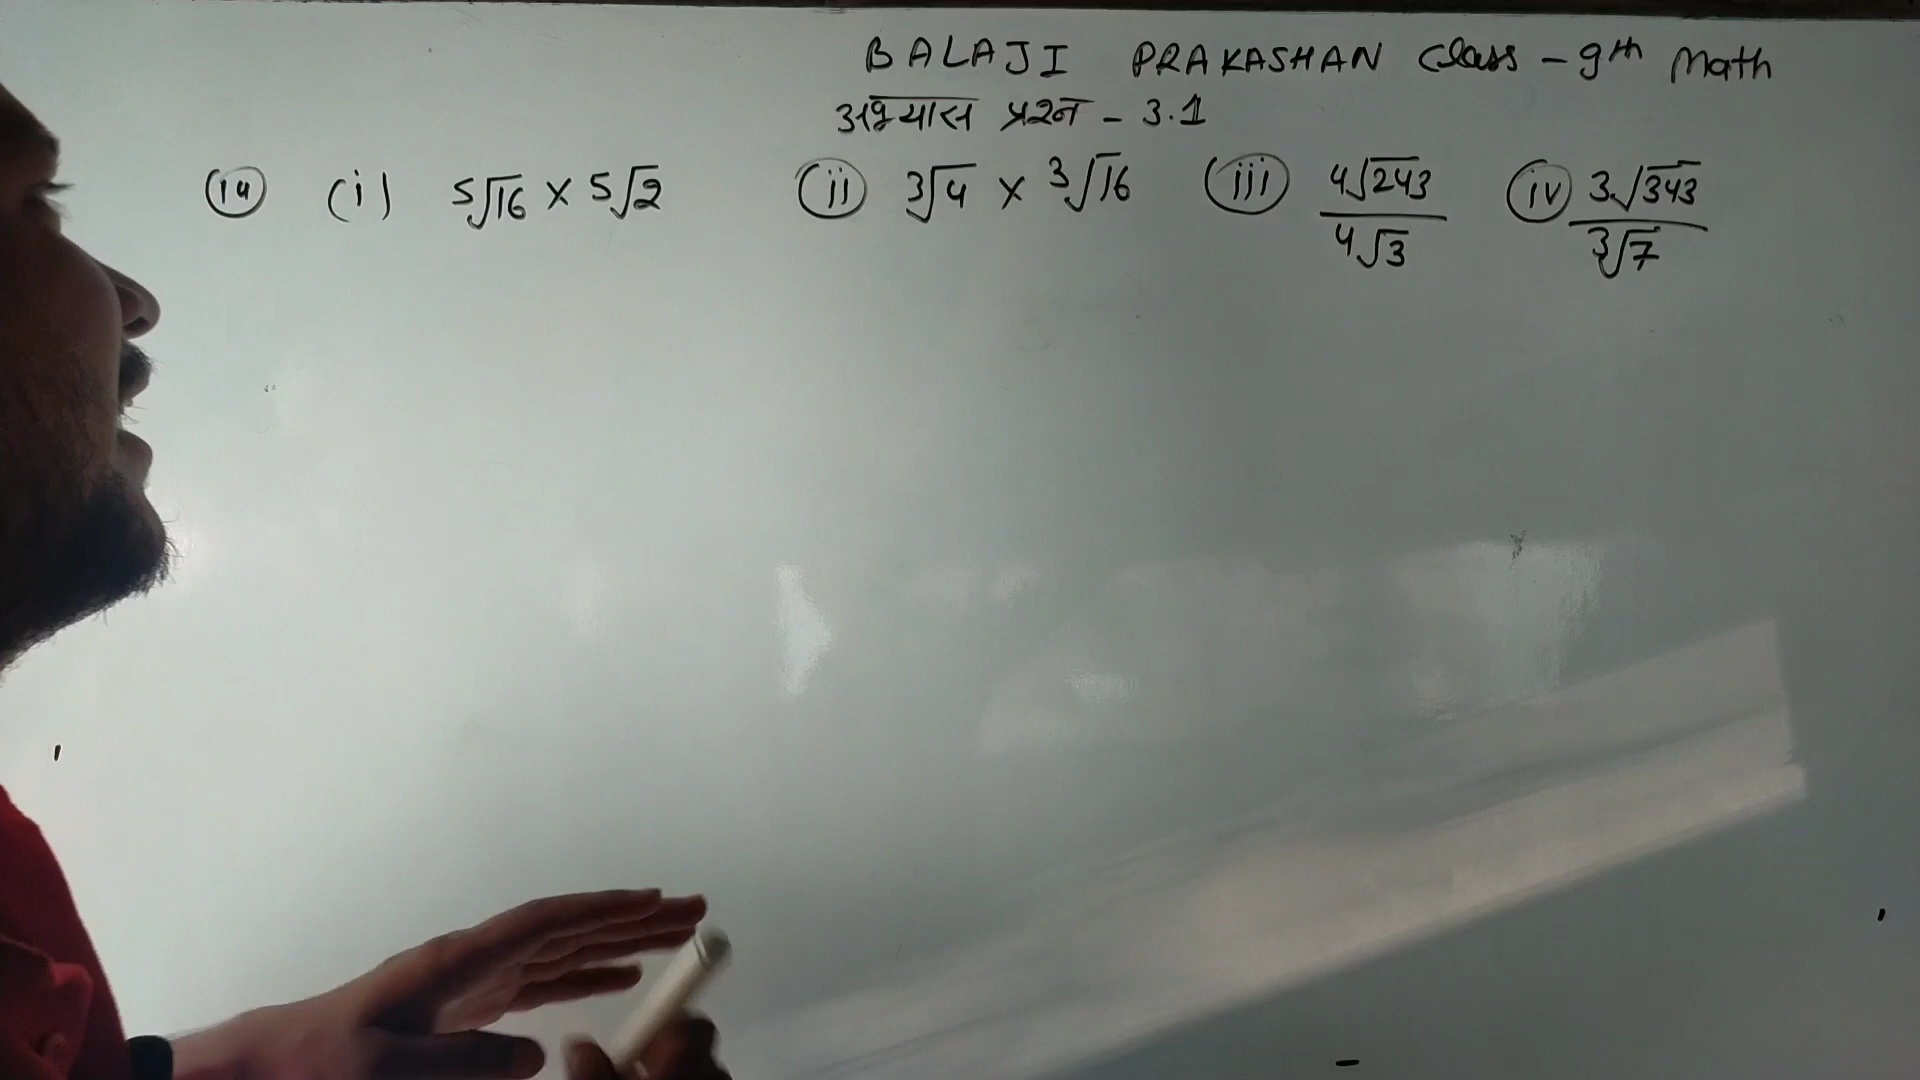 BALAJI PRAKASHAN Class - 9th Math
अभ्यास प्रश्न - 3.1
(14) (i) ⁵√16 × ⁵√2 (ii) ³√4 × ³√16 (iii) ⁴√243 / ⁴√3 (iv) ³√343 / ³√7